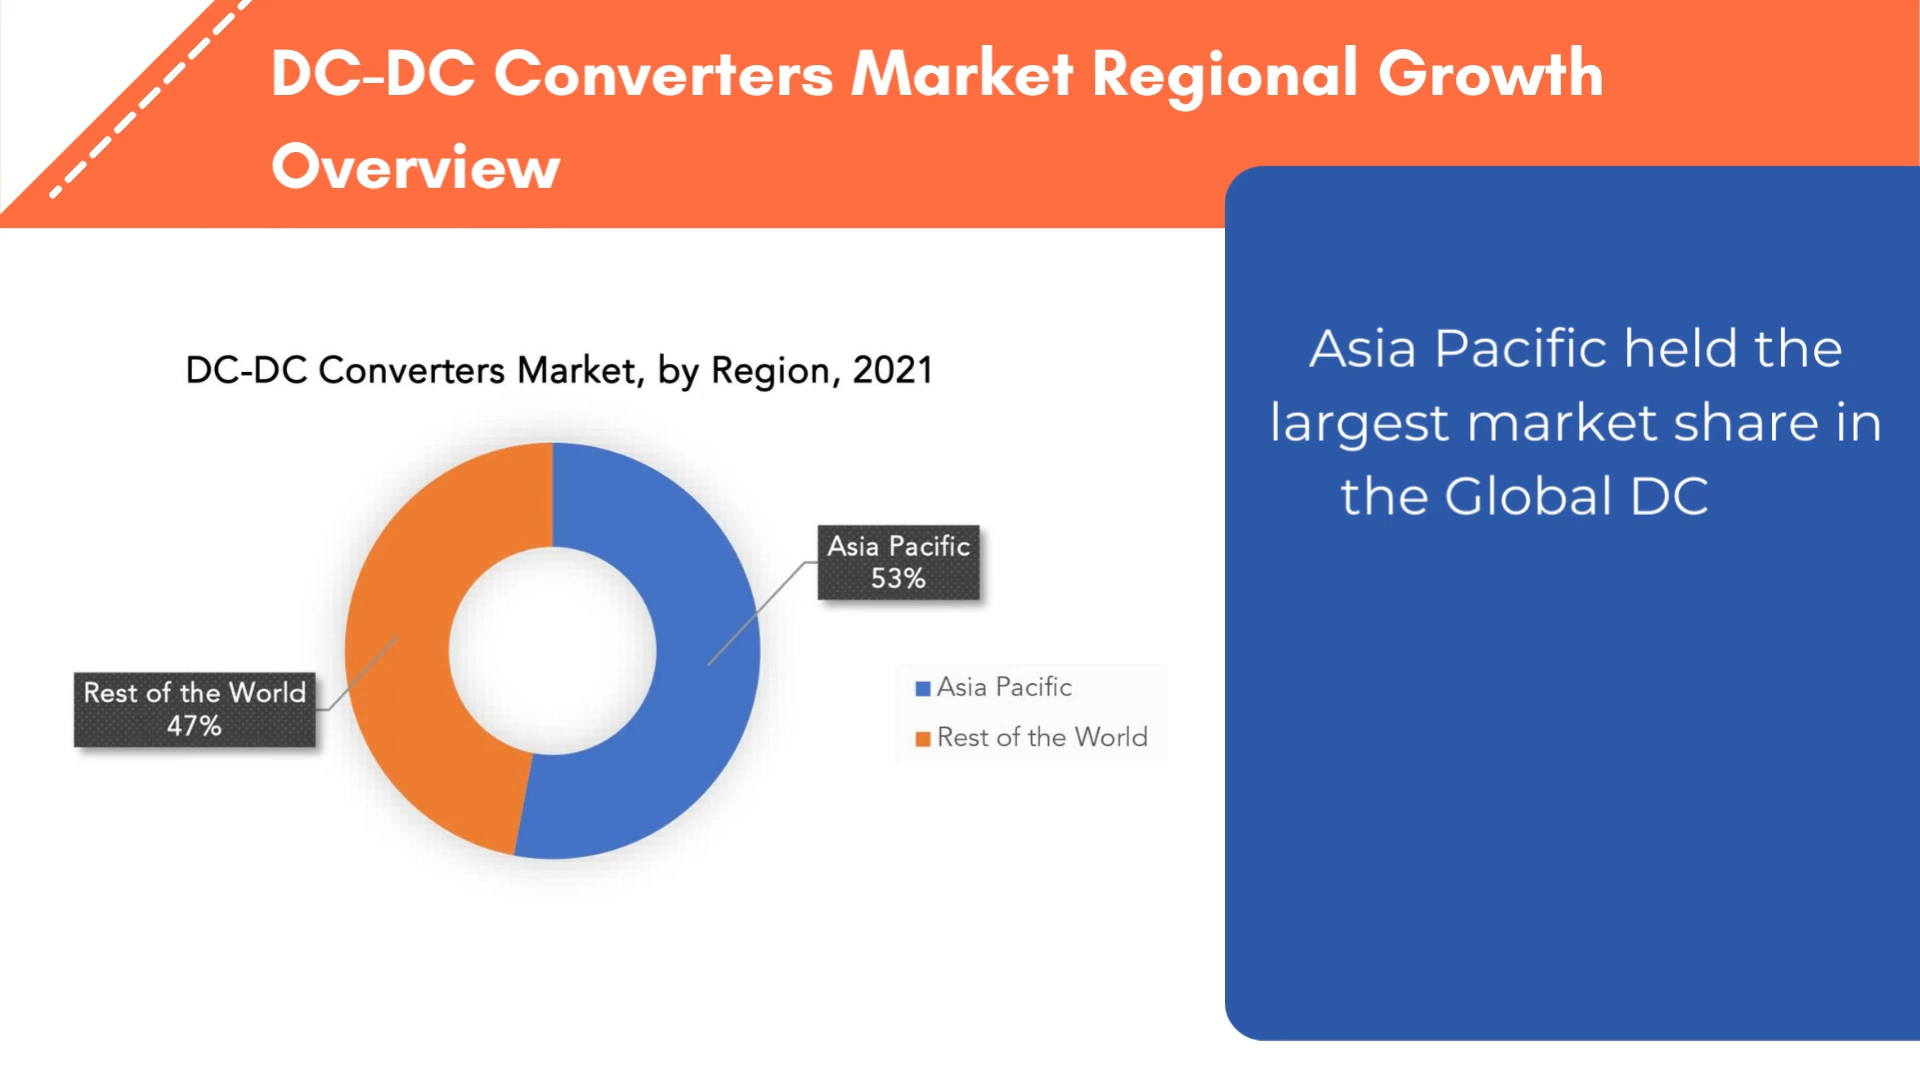 DC-DC Converters Market Regional Growth
Overview
DC-DC Converters Market, by Region, 2021
Asia Pacific
53%
Rest of the World
47%
Asia Pacific
Rest of the World
Asia Pacific held the
largest market share in
the Global DC